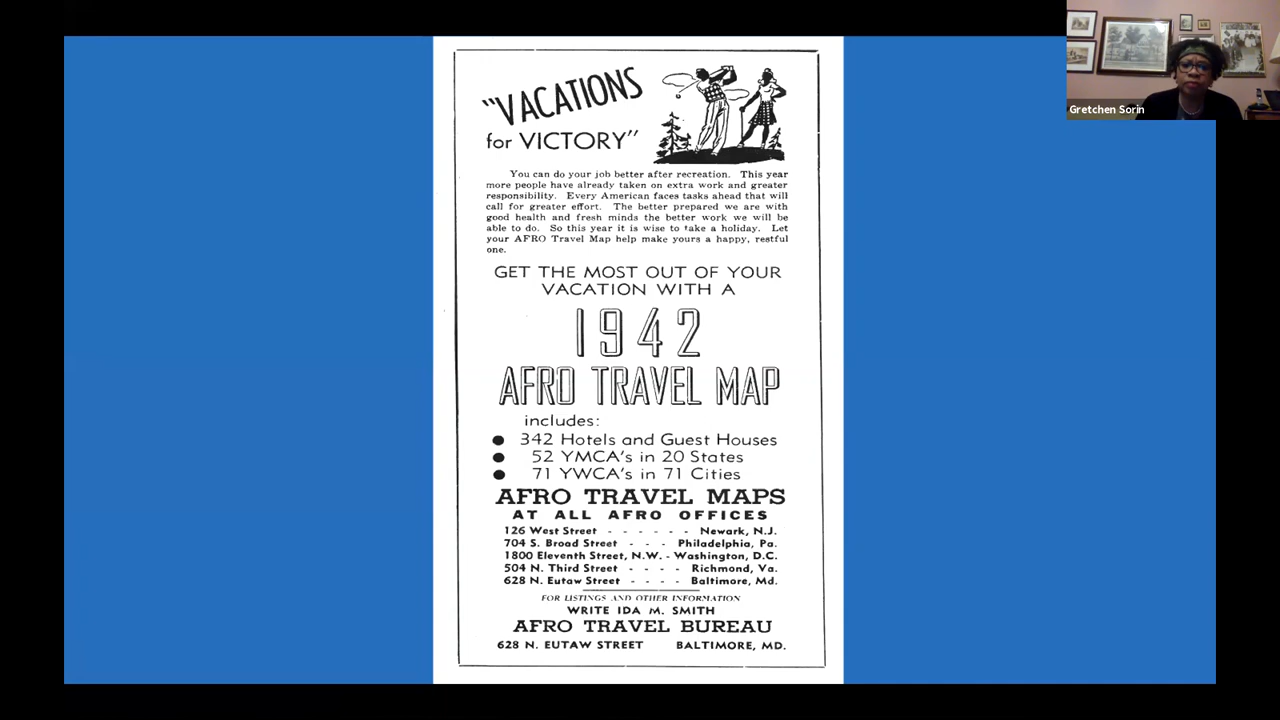 "VACATIONS
for VICTORY"
You can do your job better after recreation. This year
more people have already taken on extra work and greater
responsibility. Every American faces tasks ahead that will
call for greater effort. The better prepared we are with
good health and fresh minds the better work we will be
able to do. So this year it is wise to take a holiday. Let
your AFRO Travel Map help make yours a happy, restful
one.
GET THE MOST OUT OF YOUR
VACATION WITH A
1942
AFRO TRAVEL MAP
includes:
● 342 Hotels and Guest Houses
● 52 YMCA's in 20 States
● 71 YWCA's in 71 Cities
AFRO TRAVEL MAPS
AT ALL AFRO OFFICES
126 West Street - - - - - - Newark, N.J.
704 S. Broad Street - - - Philadelphia, Pa.
1800 Eleventh Street, N.W. - Washington, D.C.
504 N. Third Street - - - - Richmond, Va.
628 N. Eutaw Street - - - - Baltimore, Md.
FOR LISTINGS AND OTHER INFORMATION
WRITE IDA M. SMITH
AFRO TRAVEL BUREAU
628 N. EUTAW STREET BALTIMORE, MD.
Gretchen Sorin